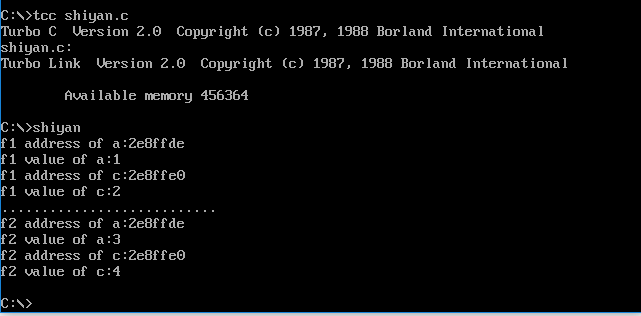 C:\>tcc shiyan.c
Turbo C  Version 2.0  Copyright (c) 1987, 1988 Borland International
shiyan.c:
Turbo Link  Version 2.0  Copyright (c) 1987, 1988 Borland International
        Available memory 456364
C:\>shiyan
f1 address of a:2e8ffde
f1 value of a:1
f1 address of c:2e8ffe0
f1 value of c:2
...........................
f2 address of a:2e8ffde
f2 value of a:3
f2 address of c:2e8ffe0
f2 value of c:4
C:\>